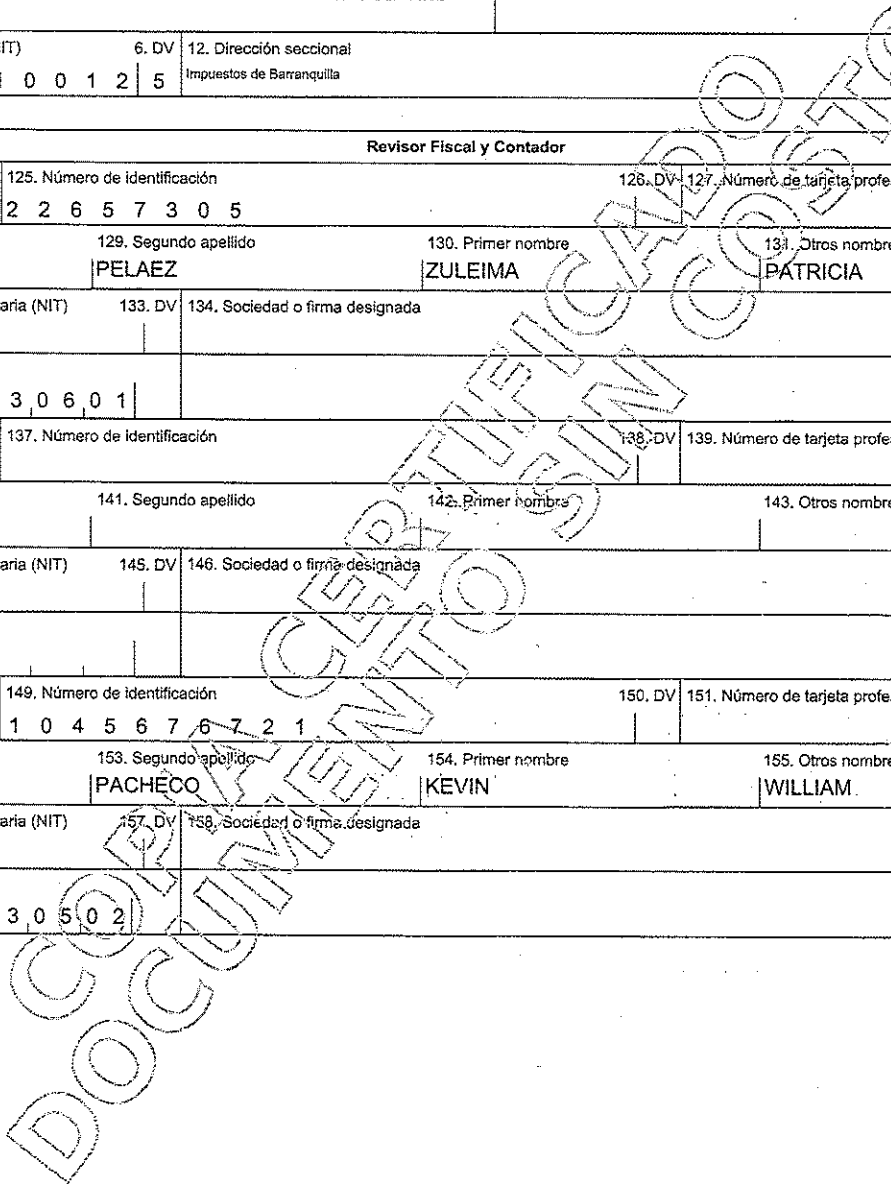 IT) 6. DV 12. Dirección seccional
0 0 1 2 5 Impuestos de Barranquilla
Revisor Fiscal y Contador
125. Número de identificación 126. DV 127. Número de tarjeta profe
2 2 6 5 7 3 0 5
129. Segundo apellido 130. Primer nombre 131. Otros nombre
PELAEZ ZULEIMA PATRICIA
aria (NIT) 133. DV 134. Sociedad o firma designada
3 0 6 0 1
137. Número de identificación 138. DV 139. Número de tarjeta profe
141. Segundo apellido 142. Primer nombre 143. Otros nombre
aria (NIT) 145. DV 146. Sociedad o firma designada
149. Número de identificación 150. DV 151. Número de tarjeta profe
1 0 4 5 6 7 6 7 2 1
153. Segundo apellido 154. Primer nombre 155. Otros nombre
PACHECO KEVIN WILLIAM
aria (NIT) 157. DV 158. Sociedad o firma designada
3 0 5 0 2
COPIA CERTIFICADO
DOCUMENTO SIN COSTO